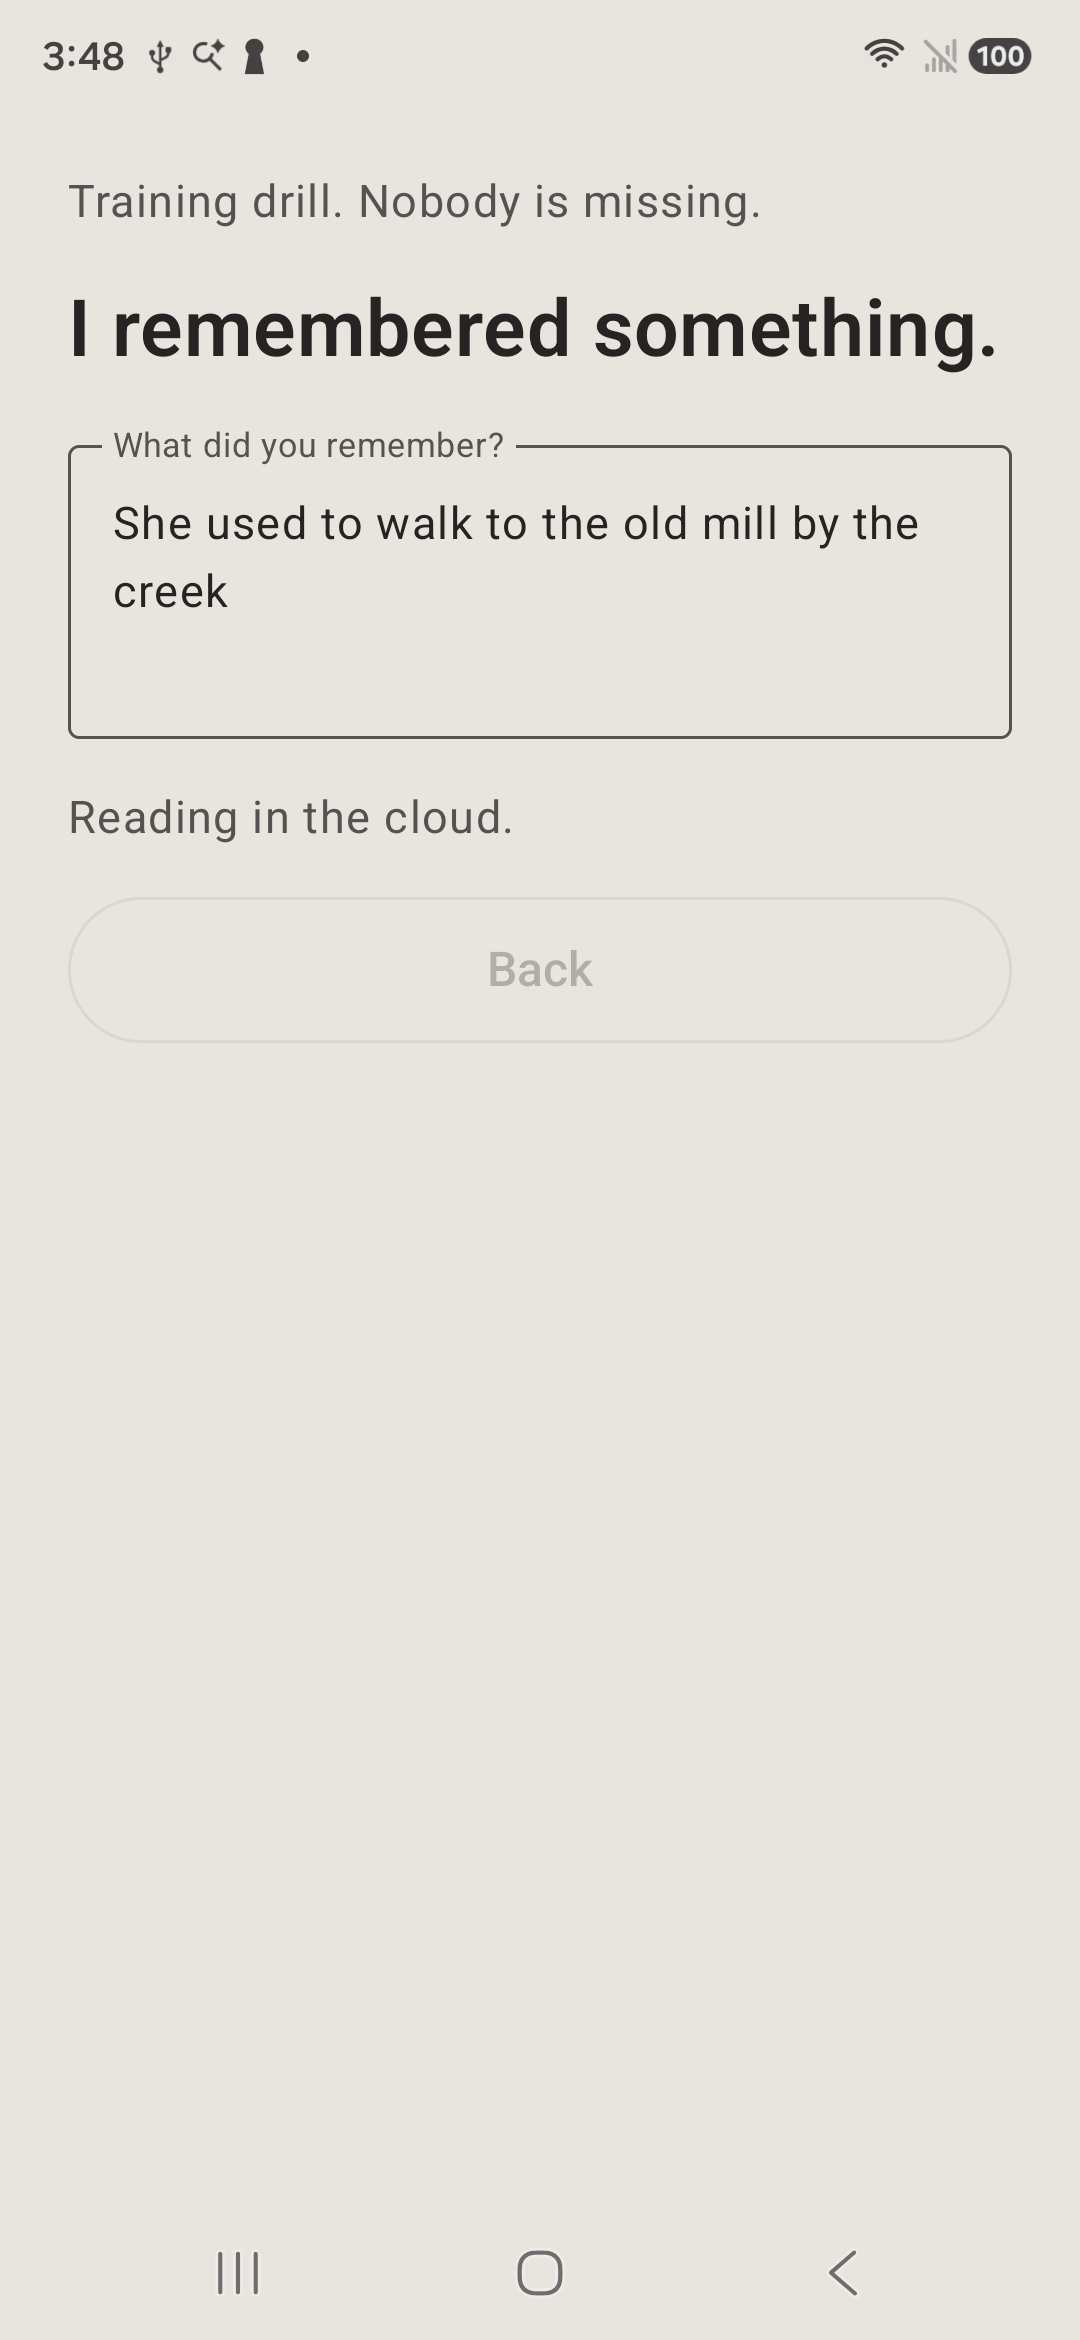 3:48
100
Training drill. Nobody is missing.
I remembered something.
What did you remember?
She used to walk to the old mill by the
creek
Reading in the cloud.
Back